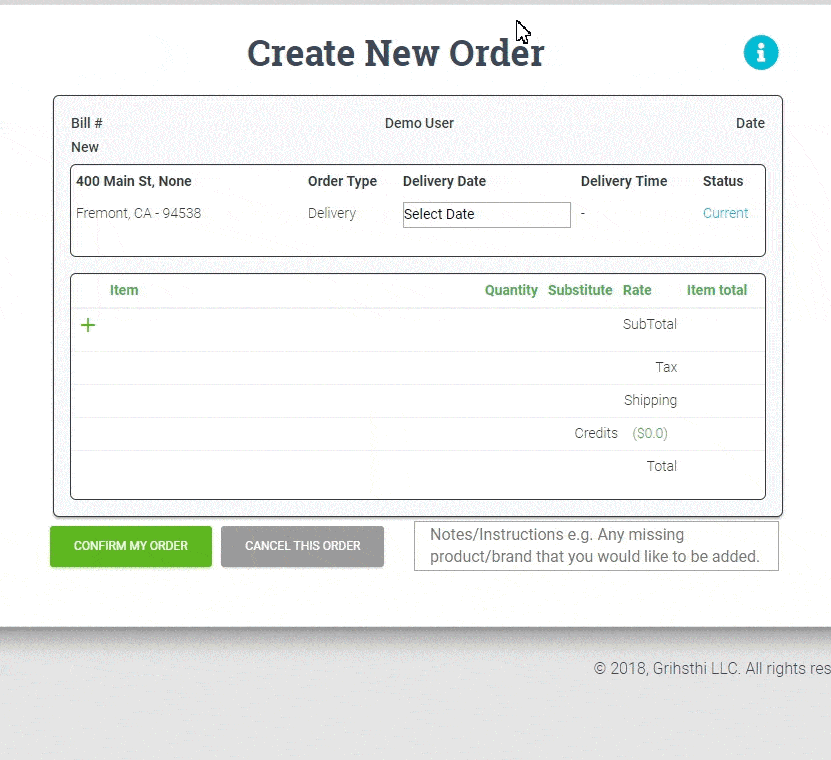 Create New Order
Bill # Demo User Date
New
400 Main St, None Order Type Delivery Date Delivery Time Status
Fremont, CA - 94538 Delivery Select Date - Current
Item Quantity Substitute Rate Item total
+ SubTotal
Tax
Shipping
Credits ($0.0)
Total
CONFIRM MY ORDER CANCEL THIS ORDER
Notes/Instructions e.g. Any missing
product/brand that you would like to be added.
© 2018, Grihsthi LLC. All rights res